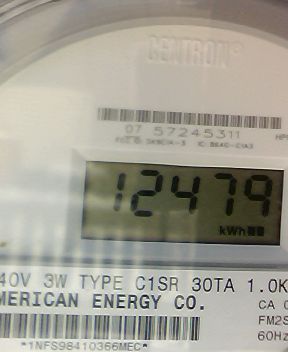 CENTRON®
07 57245311
12479
kWh
40V 3W TYPE C1SR 30TA 1.0K
MERICAN ENERGY CO.
CA
FM2S
60Hz
*1NFS98410366MEC*